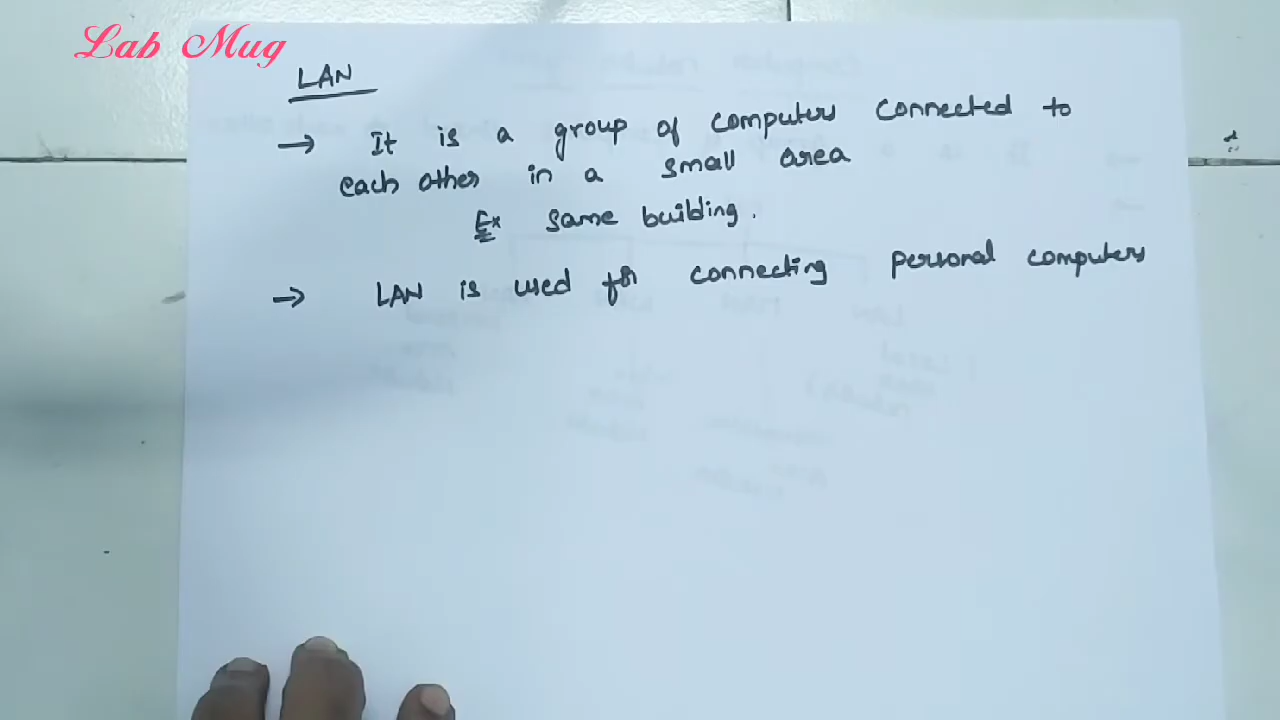 Lab Mug
LAN
→ It is a group of computers connected to
each other in a small area
Ex same building.
→ LAN is used for connecting personal computers